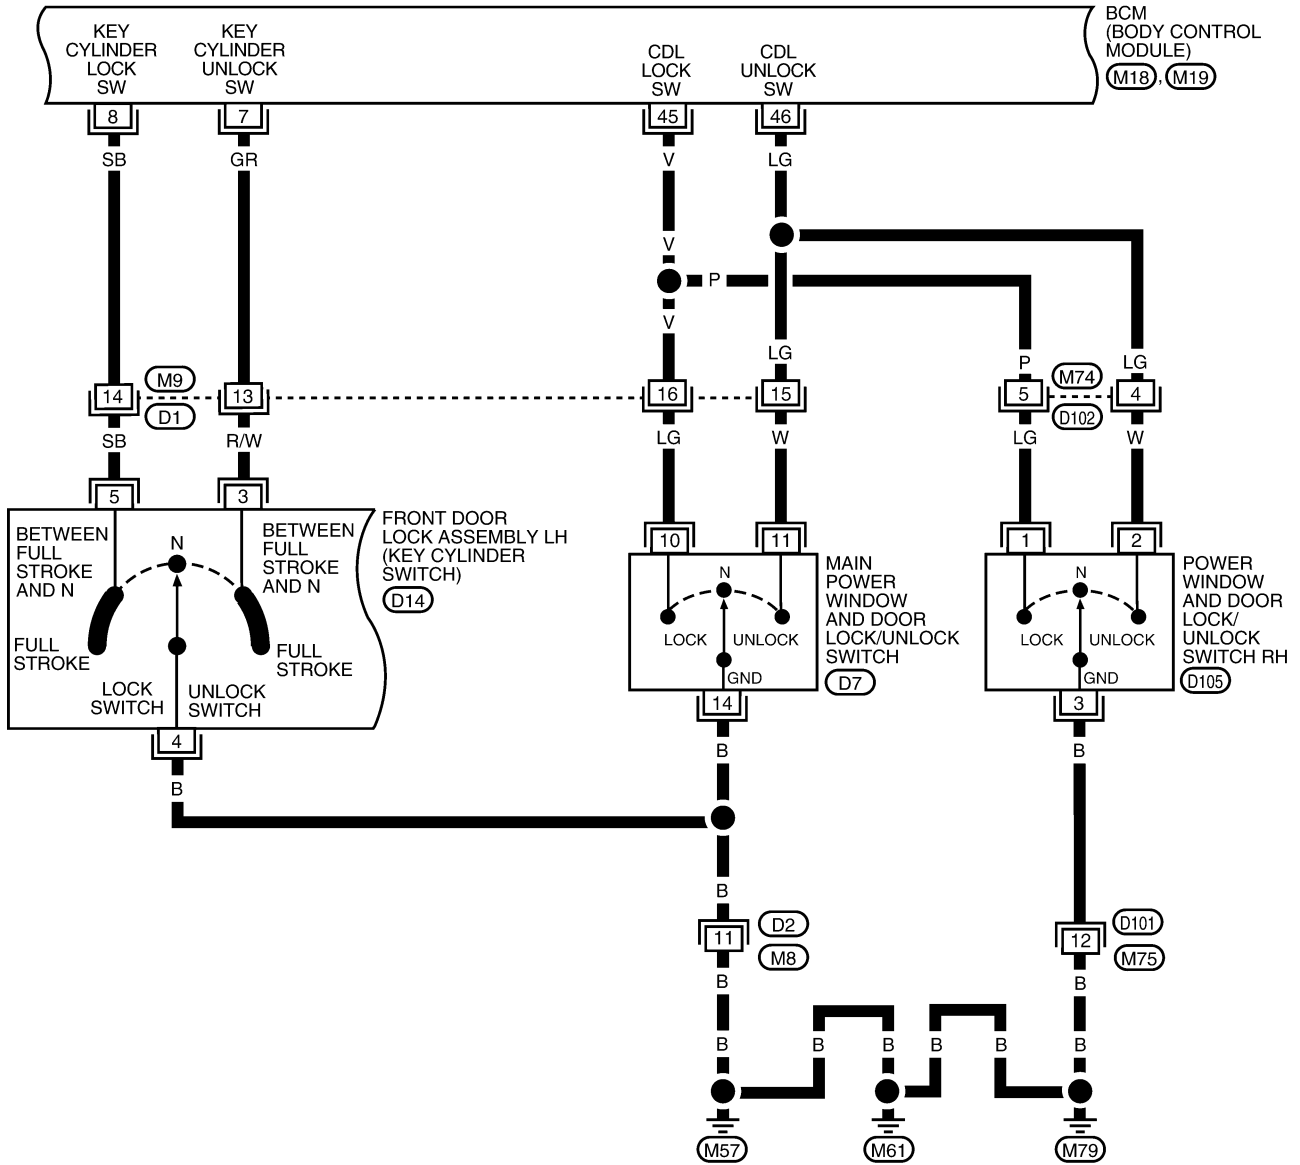 KEY
CYLINDER
LOCK
SW
KEY
CYLINDER
UNLOCK
SW
CDL
LOCK
SW
CDL
UNLOCK
SW
BCM
(BODY CONTROL
MODULE)
M18, M19
8
7
45
46
SB
GR
V
LG
V
P
V
LG
P
LG
M9
M74
14
13
16
15
5
4
D1
D102
SB
R/W
LG
W
LG
W
5
3
FRONT DOOR
LOCK ASSEMBLY LH
(KEY CYLINDER
SWITCH)
D14
BETWEEN
FULL
STROKE
AND N
N
BETWEEN
FULL
STROKE
AND N
FULL
STROKE
FULL
STROKE
LOCK
SWITCH
UNLOCK
SWITCH
4
B
10
11
N
LOCK
UNLOCK
GND
14
MAIN
POWER
WINDOW
AND DOOR
LOCK/UNLOCK
SWITCH
D7
1
2
N
LOCK
UNLOCK
GND
3
POWER
WINDOW
AND DOOR
LOCK/
UNLOCK
SWITCH RH
D105
B
B
B
11
D2
M8
12
D101
M75
B
B
B
B
B
B
B
B
M57
M61
M79